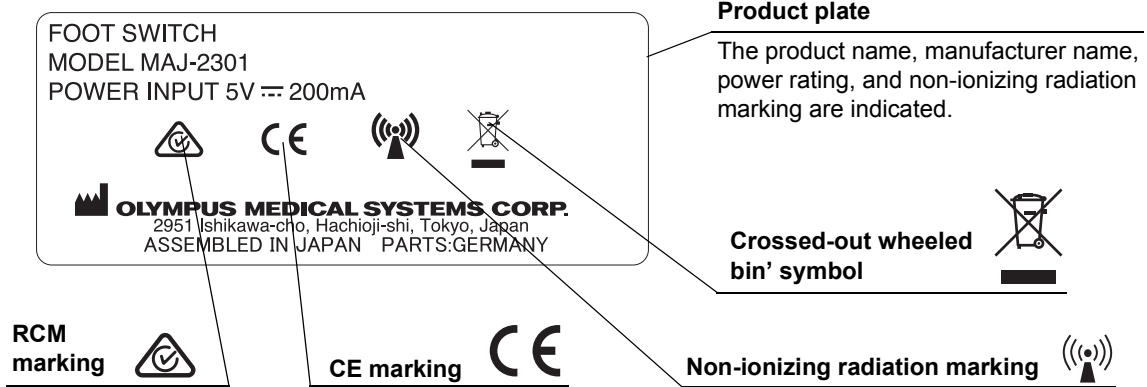 FOOT SWITCH
MODEL MAJ-2301
POWER INPUT 5V ⎓ 200mA
CE
OLYMPUS MEDICAL SYSTEMS CORP.
2951 Ishikawa-cho, Hachioji-shi, Tokyo, Japan
ASSEMBLED IN JAPAN PARTS:GERMANY
Product plate
The product name, manufacturer name,
power rating, and non-ionizing radiation
marking are indicated.
Crossed-out wheeled
bin’ symbol
RCM
marking
CE marking
CE
Non-ionizing radiation marking